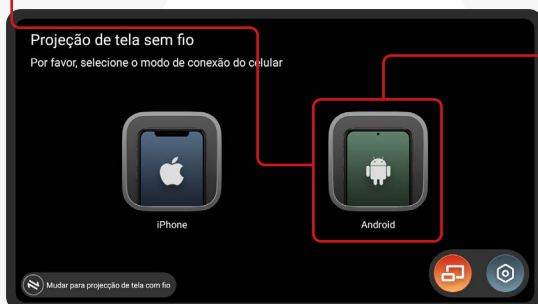 Projeção de tela sem fio
Por favor, selecione o modo de conexão do celular
iPhone
Android
Mudar para projecção de tela com fio